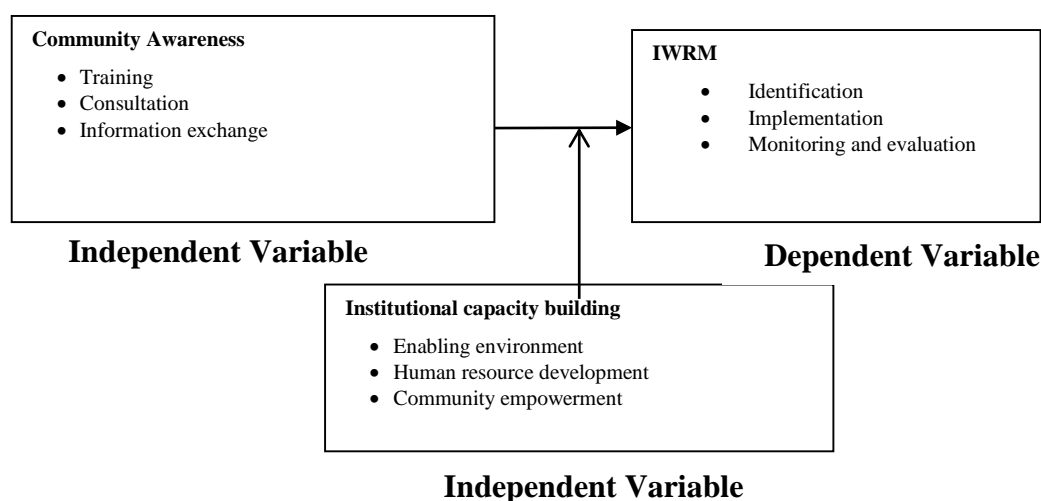 Community Awareness
• Training
• Consultation
• Information exchange
IWRM
• Identification
• Implementation
• Monitoring and evaluation
Independent Variable
Dependent Variable
Institutional capacity building
• Enabling environment
• Human resource development
• Community empowerment
Independent Variable